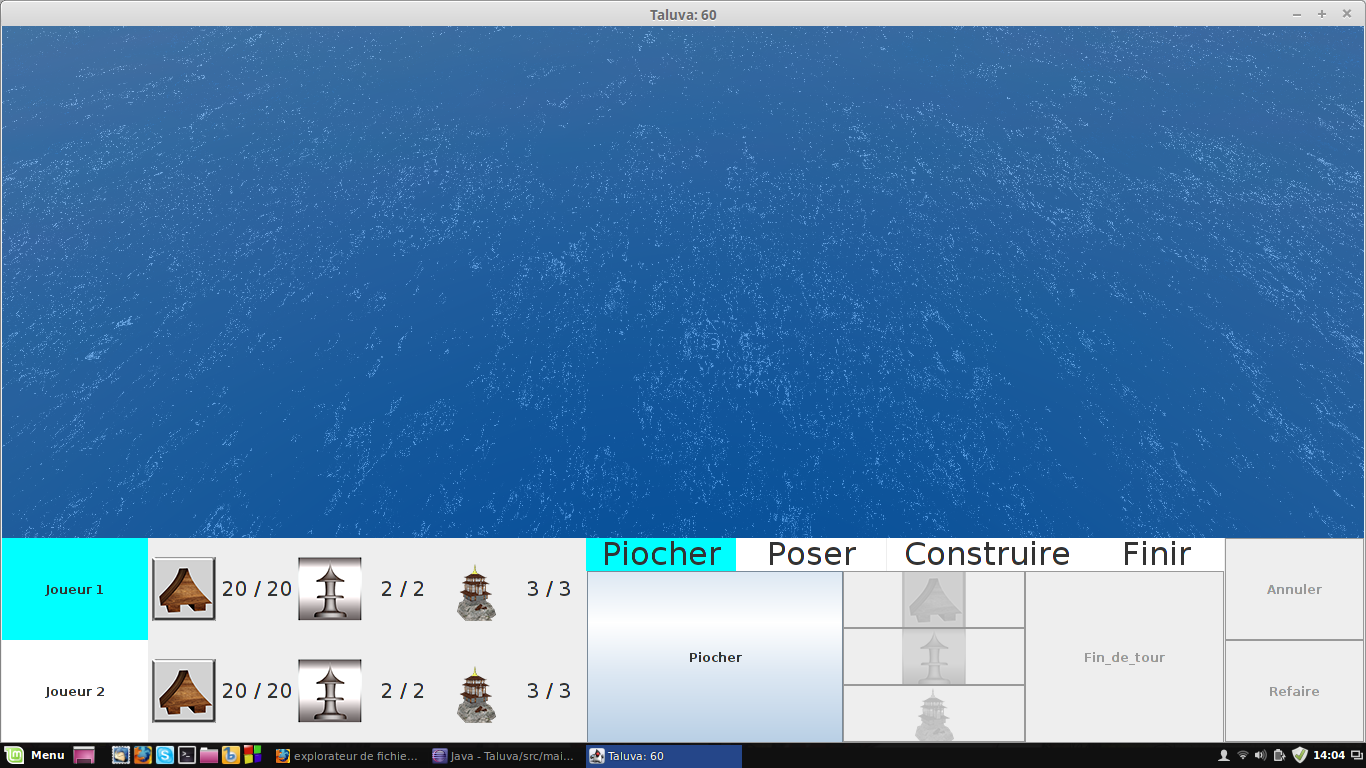 Taluva: 60
Piocher Poser Construire Finir
Joueur 1 20 / 20 2 / 2 3 / 3
Annuler
Piocher Fin_de_tour
Joueur 2 20 / 20 2 / 2 3 / 3
Refaire
Menu explorateur de fichie... Java - Taluva/src/mai... Taluva: 60 14:04